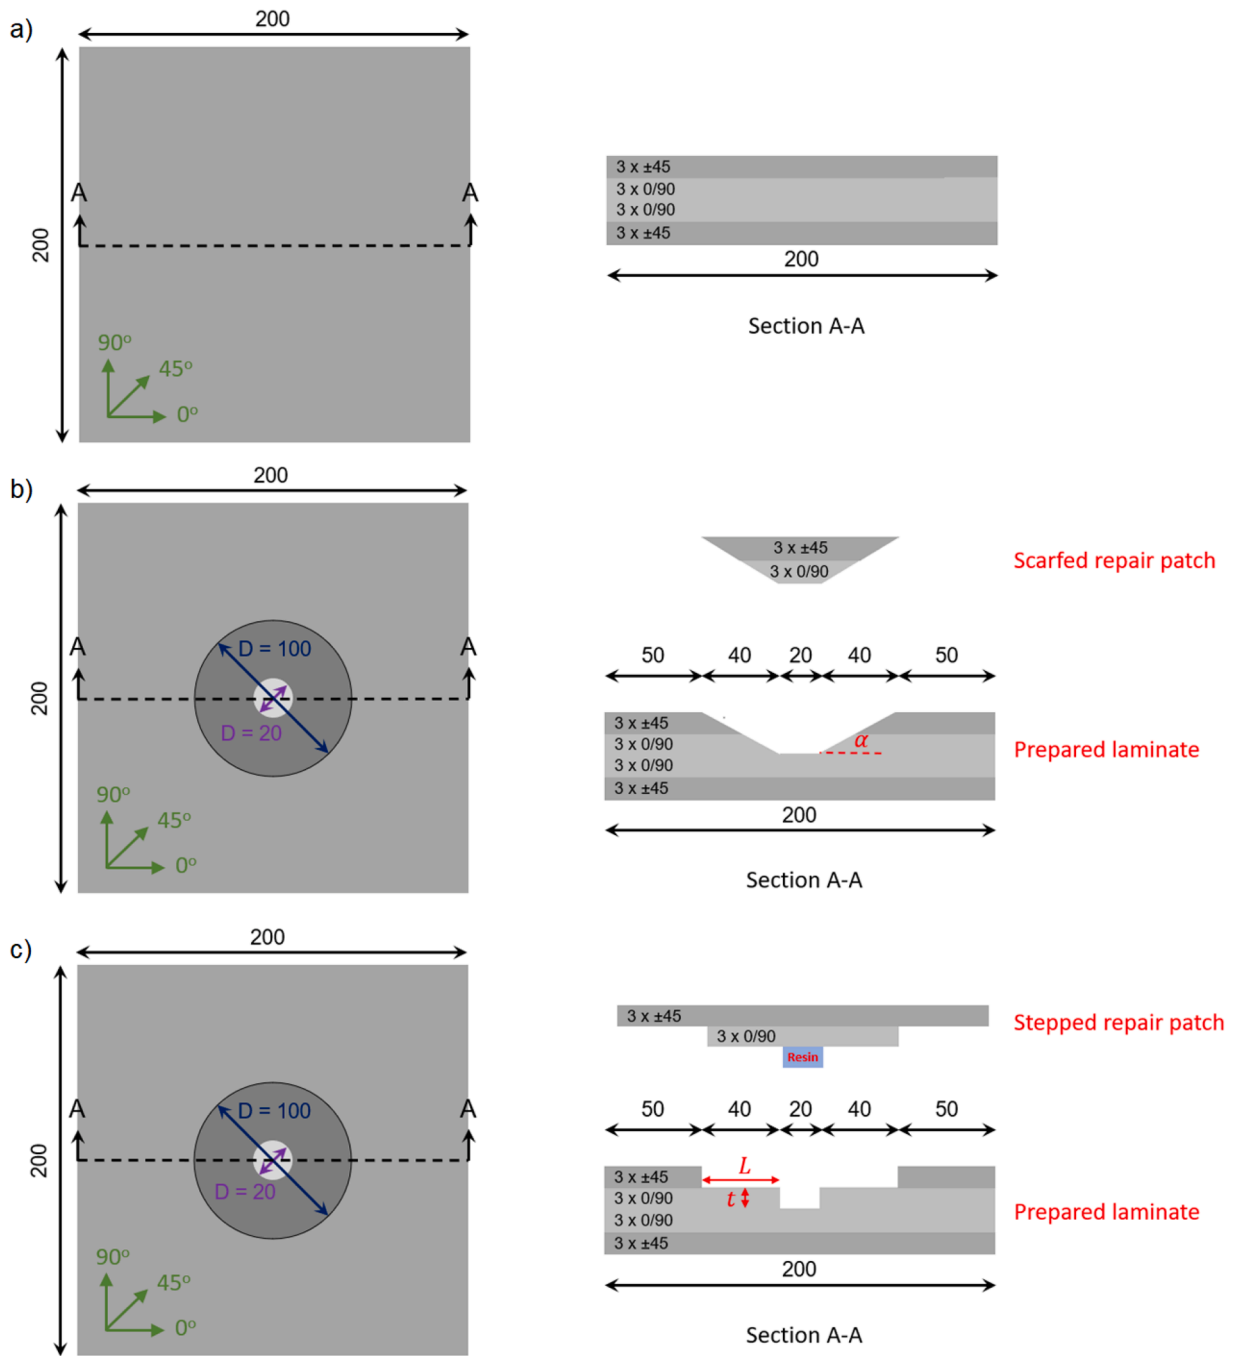 a)
200
200
A
A
90°
45°
0°
3 x ±45
3 x 0/90
3 x 0/90
3 x ±45
200
Section A-A
b)
200
200
A
A
D = 100
D = 20
90°
45°
0°
3 x ±45
3 x 0/90
Scarfed repair patch
50
40
20
40
50
3 x ±45
3 x 0/90
3 x 0/90
3 x ±45
α
Prepared laminate
200
Section A-A
c)
200
200
A
A
D = 100
D = 20
90°
45°
0°
3 x ±45
3 x 0/90
Resin
Stepped repair patch
50
40
20
40
50
L
t
3 x ±45
3 x 0/90
3 x 0/90
3 x ±45
Prepared laminate
200
Section A-A